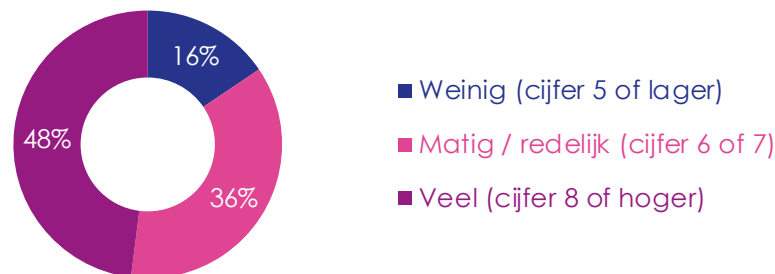 16%
48%
36%
Weinig (cijfer 5 of lager)
Matig / redelijk (cijfer 6 of 7)
Veel (cijfer 8 of hoger)